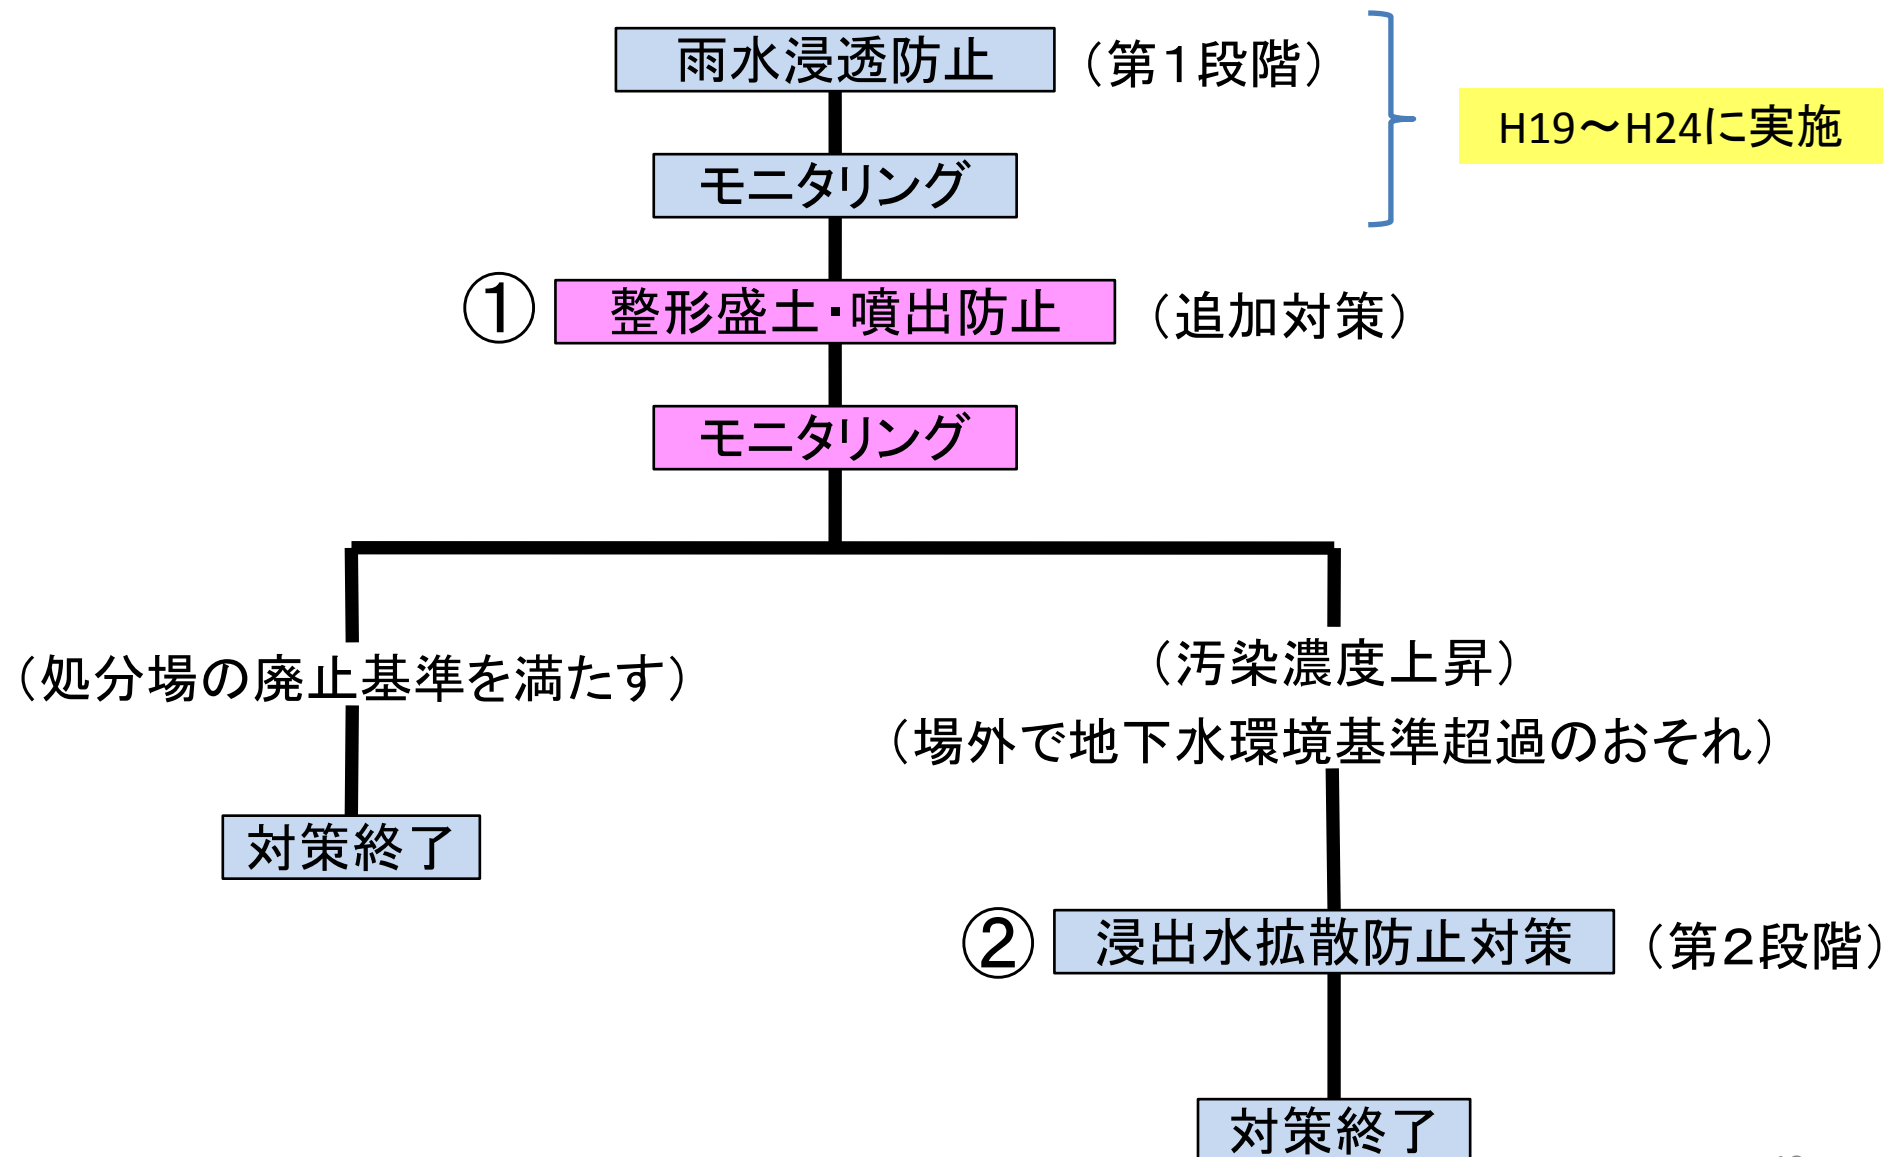 雨水浸透防止
（第１段階）
H19～H24に実施
モニタリング
①
整形盛土・噴出防止
（追加対策）
モニタリング
（処分場の廃止基準を満たす）
（汚染濃度上昇）
（場外で地下水環境基準超過のおそれ）
対策終了
②
浸出水拡散防止対策
（第２段階）
対策終了